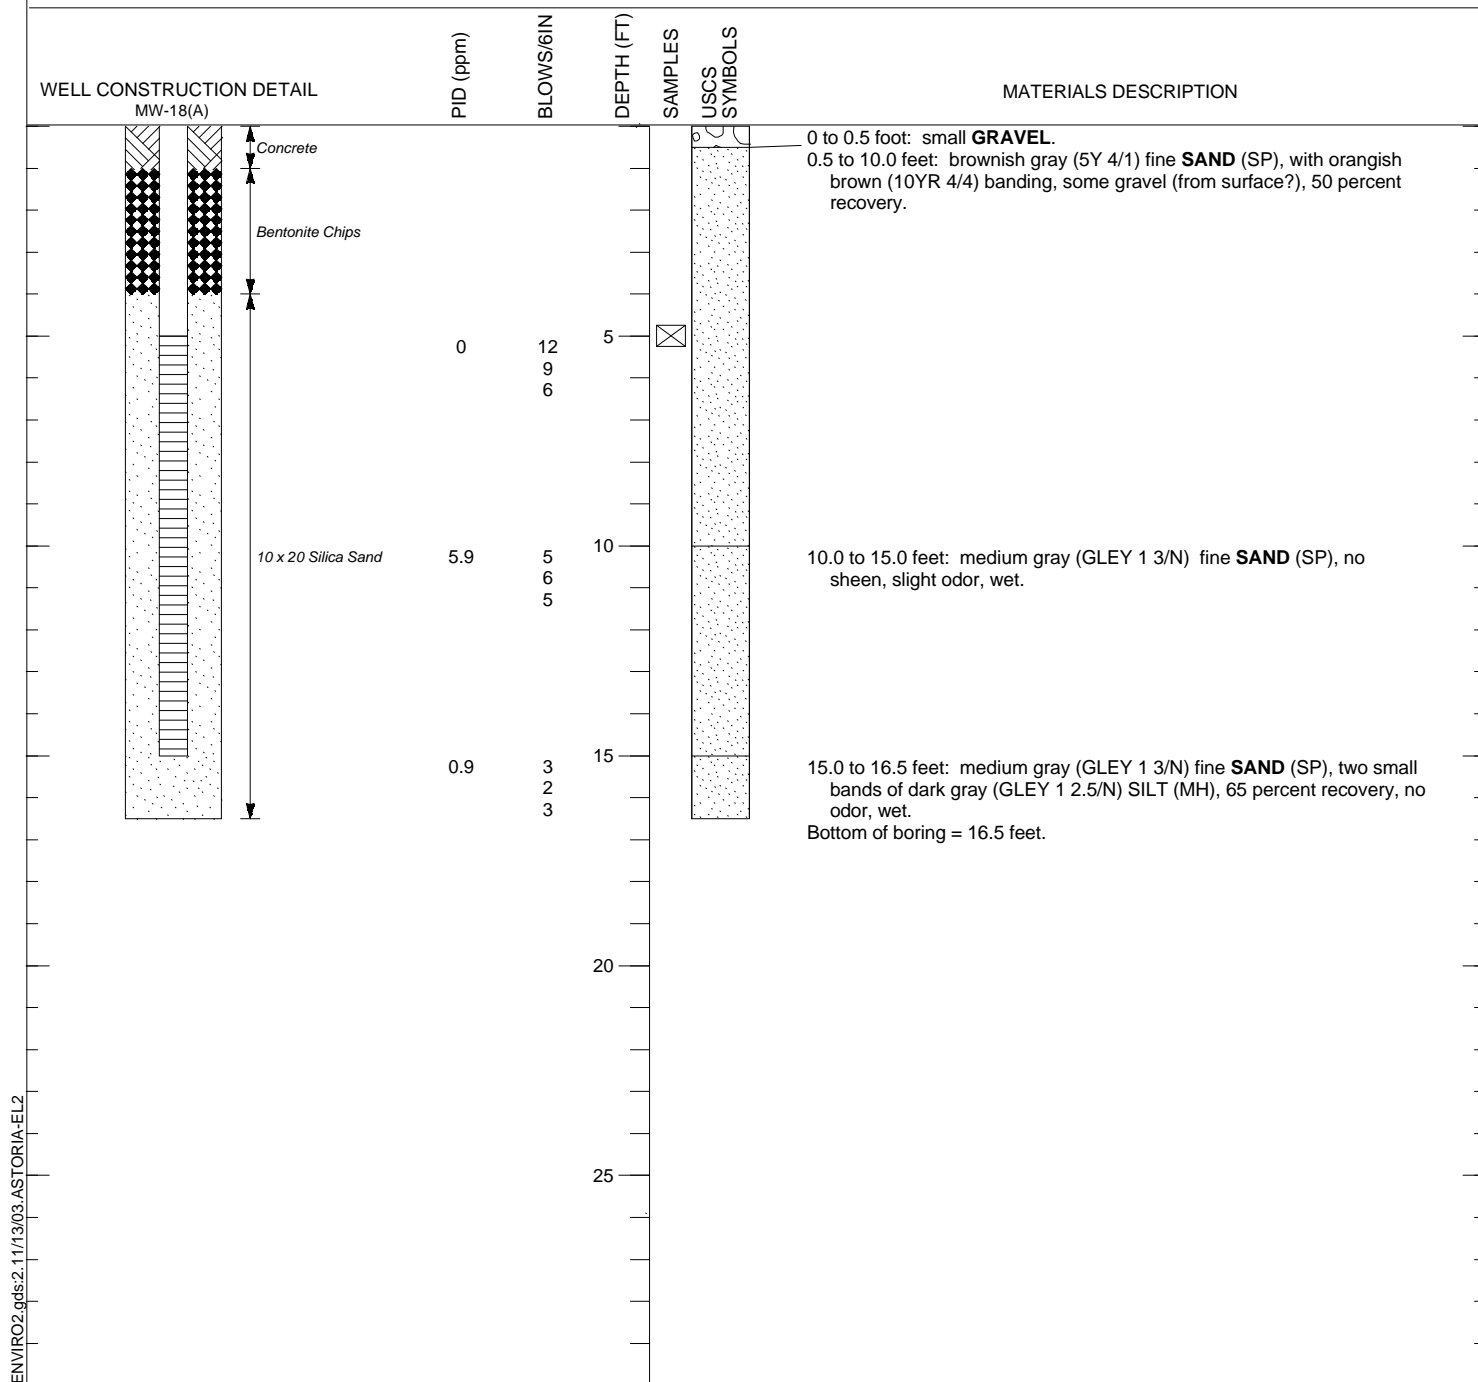 WELL CONSTRUCTION DETAIL
MW-18(A)
PID (ppm)
BLOWS/6IN
DEPTH (FT)
SAMPLES
USCS
SYMBOLS
MATERIALS DESCRIPTION
Concrete
0 to 0.5 foot: small GRAVEL.
0.5 to 10.0 feet: brownish gray (5Y 4/1) fine SAND (SP), with orangish
brown (10YR 4/4) banding, some gravel (from surface?), 50 percent
recovery.
Bentonite Chips
5
0
12
9
6
10
10 x 20 Silica Sand
5.9
5
6
5
10.0 to 15.0 feet: medium gray (GLEY 1 3/N) fine SAND (SP), no
sheen, slight odor, wet.
15
0.9
3
2
3
15.0 to 16.5 feet: medium gray (GLEY 1 3/N) fine SAND (SP), two small
bands of dark gray (GLEY 1 2.5/N) SILT (MH), 65 percent recovery, no
odor, wet.
Bottom of boring = 16.5 feet.
20
25
ENVIRO2.gds:2.11/13/03.ASTORIA-EL2